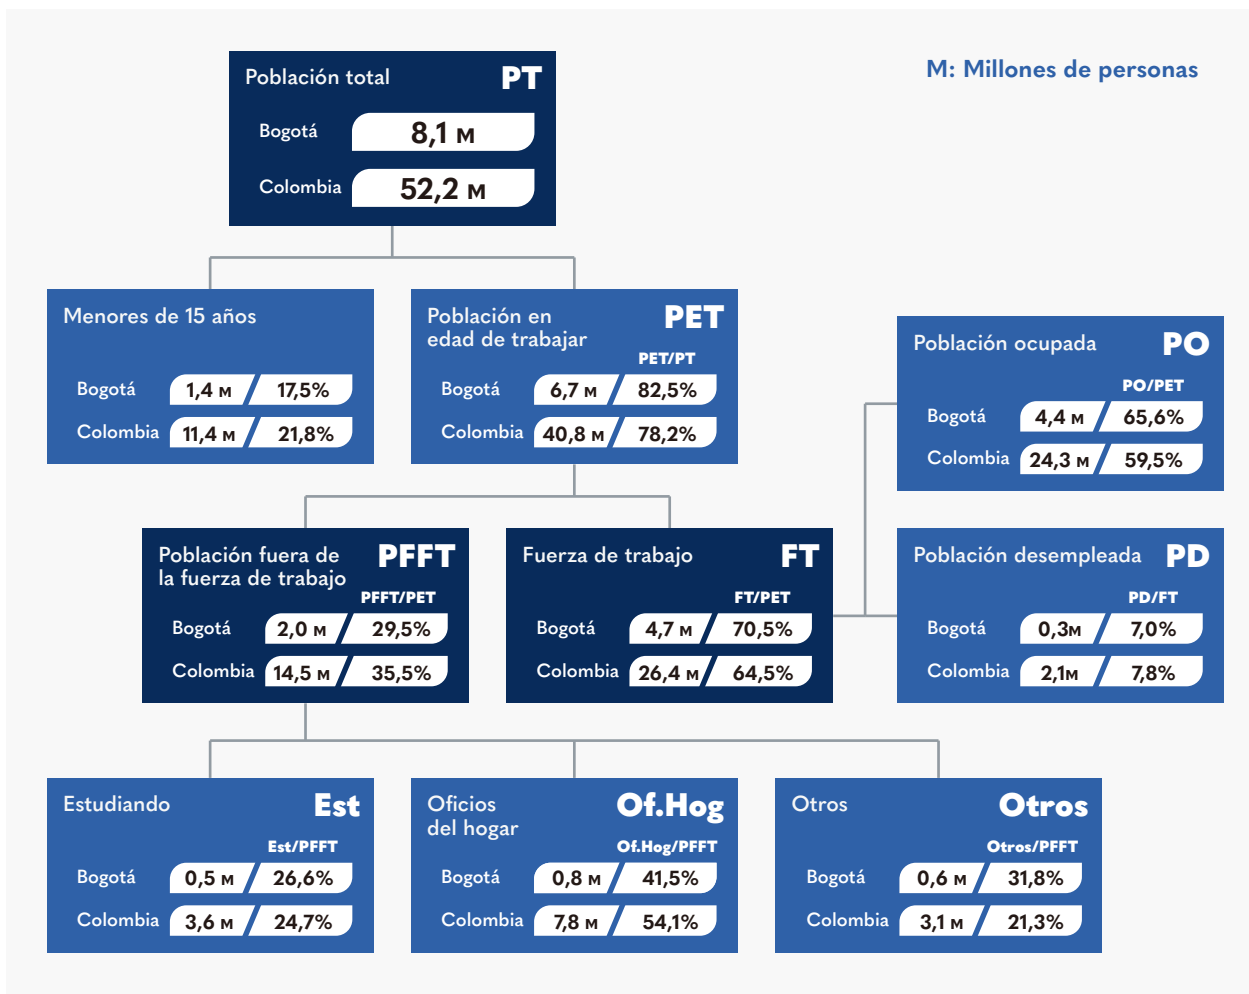 Población total PT
M: Millones de personas
Bogotá 8,1 M
Colombia 52,2 M
Menores de 15 años
Bogotá 1,4 M 17,5%
Colombia 11,4 M 21,8%
Población en
edad de trabajar
PET
PET/PT
Bogotá 6,7 M 82,5%
Colombia 40,8 M 78,2%
Población ocupada PO
PO/PET
Bogotá 4,4 M 65,6%
Colombia 24,3 M 59,5%
Población fuera de
la fuerza de trabajo
PFFT
PFFT/PET
Bogotá 2,0 M 29,5%
Colombia 14,5 M 35,5%
Fuerza de trabajo FT
FT/PET
Bogotá 4,7 M 70,5%
Colombia 26,4 M 64,5%
Población desempleada PD
PD/FT
Bogotá 0,3M 7,0%
Colombia 2,1M 7,8%
Estudiando Est
Est/PFFT
Bogotá 0,5 M 26,6%
Colombia 3,6 M 24,7%
Oficios
del hogar
Of.Hog
Of.Hog/PFFT
Bogotá 0,8 M 41,5%
Colombia 7,8 M 54,1%
Otros Otros
Otros/PFFT
Bogotá 0,6 M 31,8%
Colombia 3,1 M 21,3%